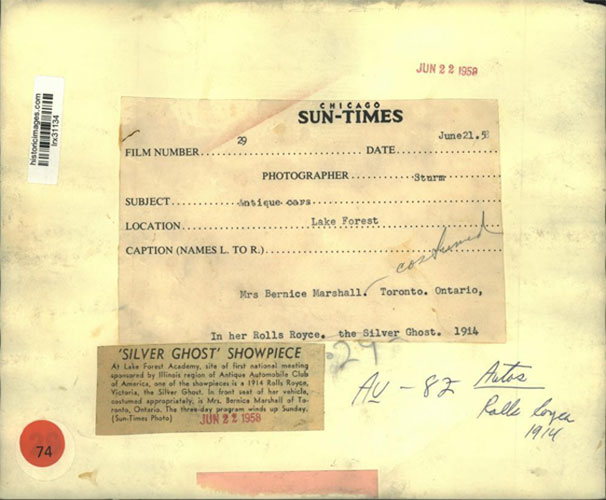 JUN 22 1958
historicimages.com
lrx31134
CHICAGO
SUN-TIMES
FILM NUMBER 29 DATE June21.58
PHOTOGRAPHER Sturm
SUBJECT Antique cars
LOCATION Lake Forest
CAPTION (NAMES L. TO R.)
costumed
Mrs Bernice Marshall. Toronto. Ontario,
In her Rolls Royce. the Silver Ghost. 1914
29
'SILVER GHOST' SHOWPIECE
At Lake Forest Academy, site of first national meeting
sponsored by Illinois region of Antique Automobile Club
of America, one of the showpieces is a 1914 Rolls Royce,
Victoria, the Silver Ghost. In front seat of her vehicle,
costumed appropriately, is Mrs. Bernice Marshall of To-
ronto, Ontario. The three-day program winds up Sunday.
(Sun-Times Photo)
JUN 22 1958
AU - 82
Autos
Rolls Royce
1914
74